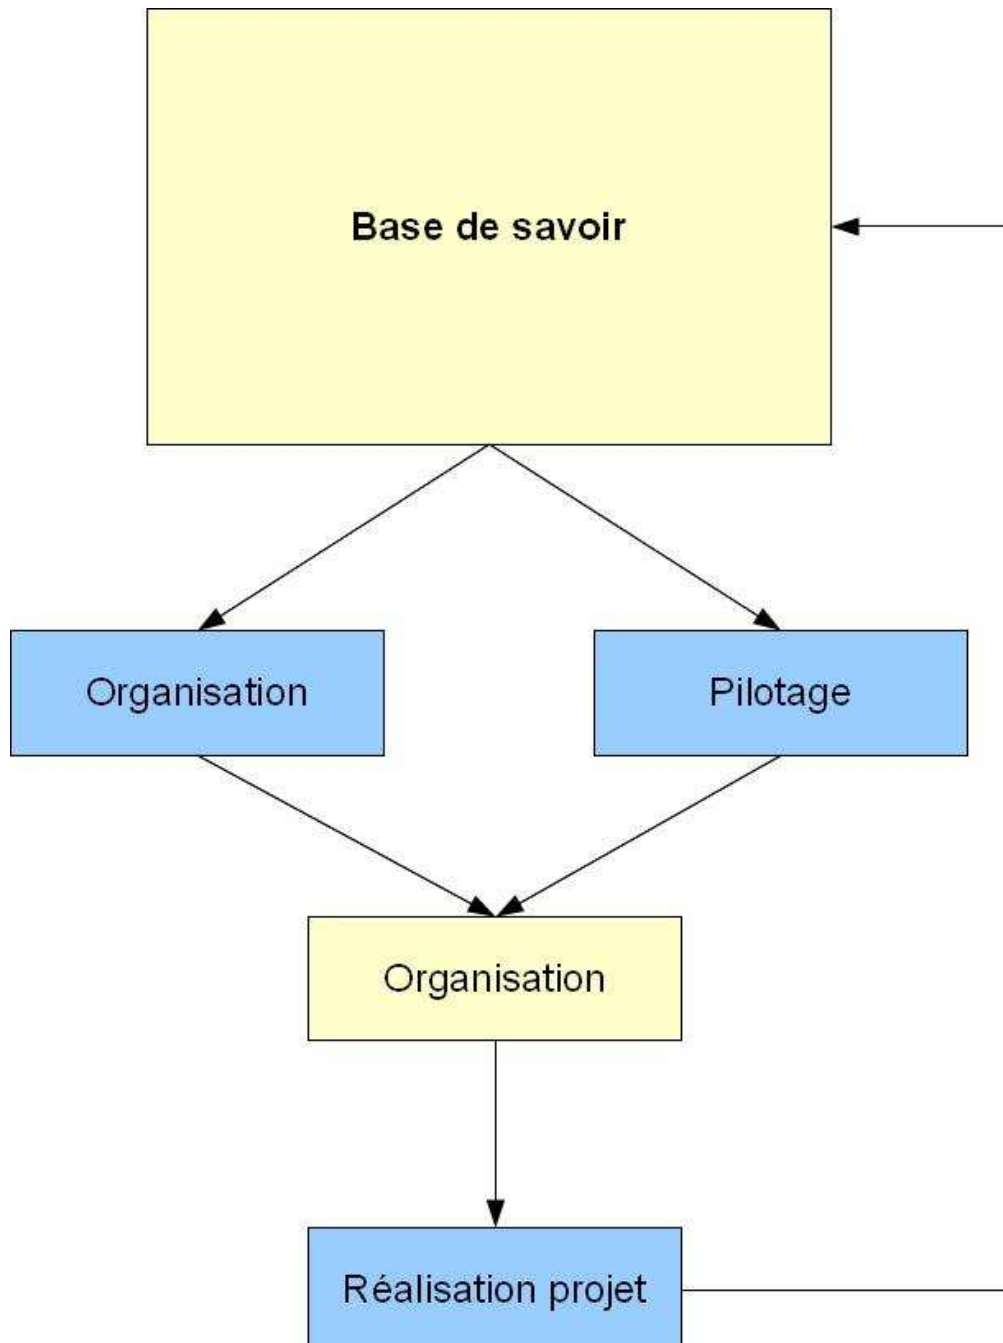 Base de savoir
Organisation
Pilotage
Organisation
Réalisation projet